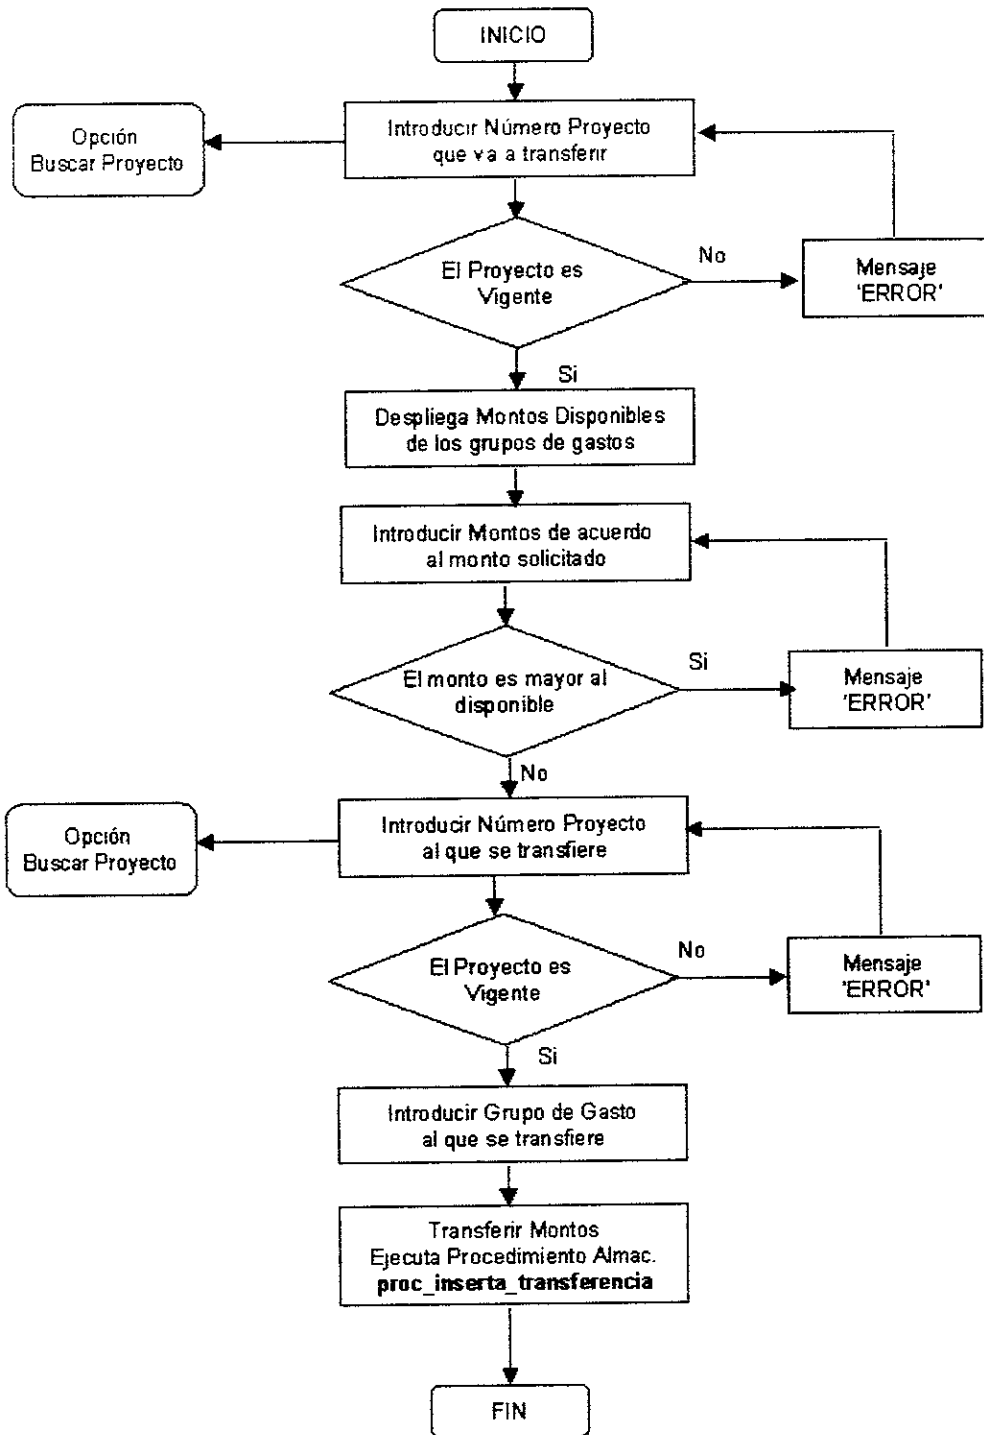 INICIO
Introducir Número Proyecto
que va a transferir
Opción
Buscar Proyecto
El Proyecto es
Vigente
No
Mensaje
'ERROR'
Si
Despliega Montos Disponibles
de los grupos de gastos
Introducir Montos de acuerdo
al monto solicitado
El monto es mayor al
disponible
Si
Mensaje
'ERROR'
No
Introducir Número Proyecto
al que se transfiere
Opción
Buscar Proyecto
El Proyecto es
Vigente
No
Mensaje
'ERROR'
Si
Introducir Grupo de Gasto
al que se transfiere
Transferir Montos
Ejecuta Procedimiento Almac.
proc_inserta_transferencia
FIN